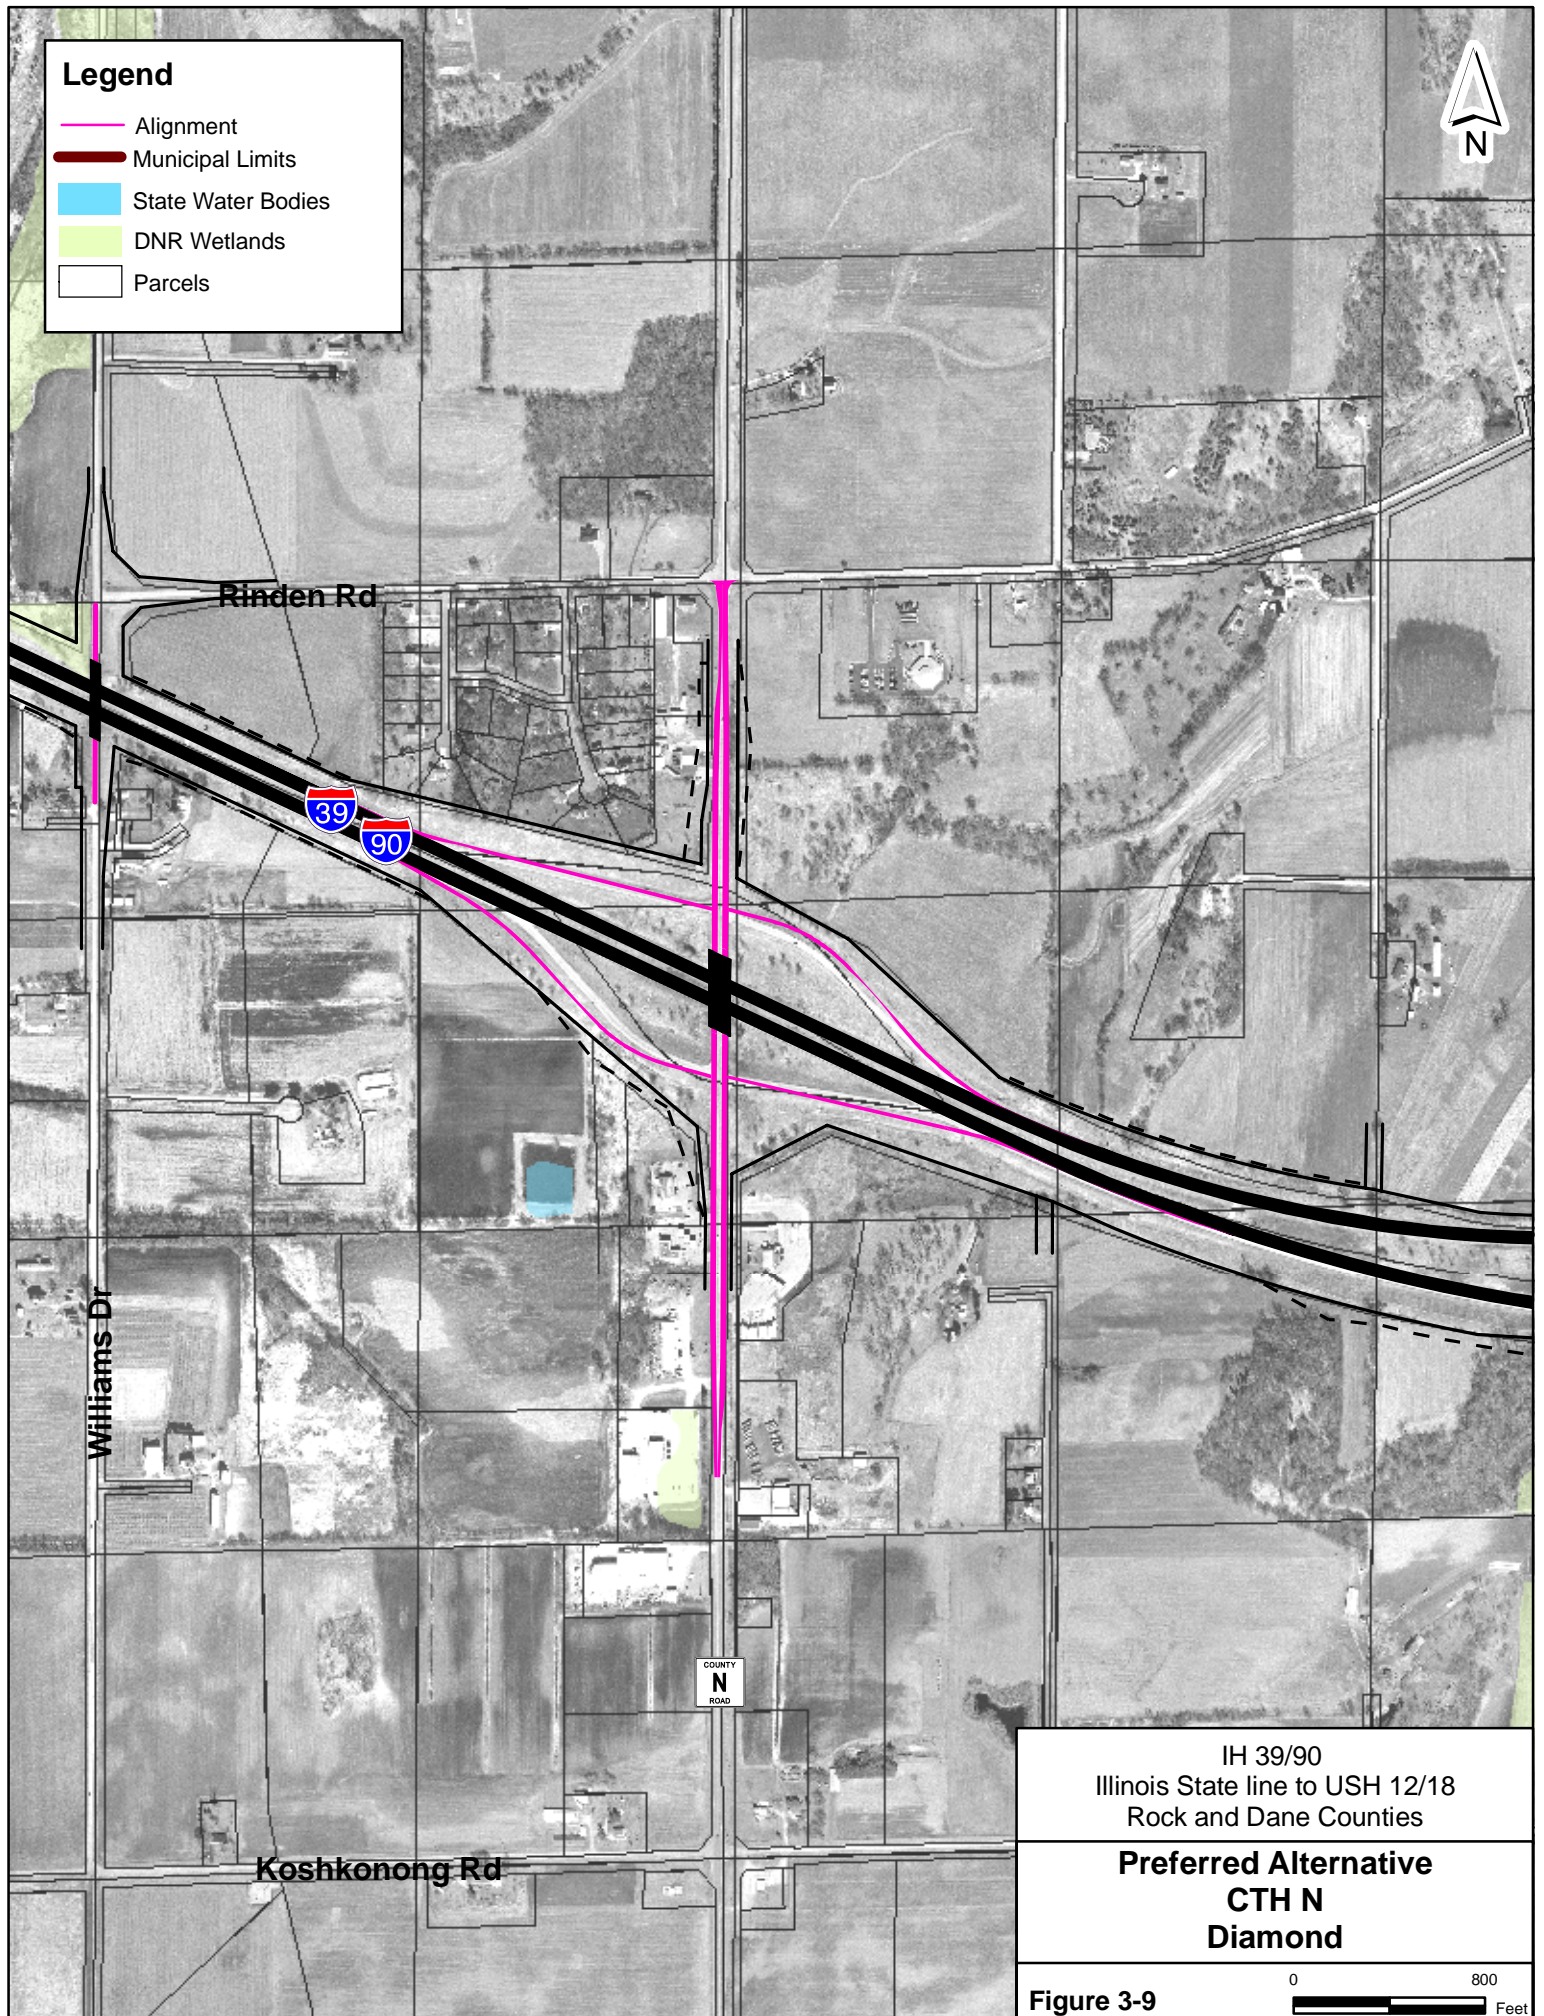 Legend
Alignment
Municipal Limits
State Water Bodies
DNR Wetlands
Parcels
N
Rinden Rd
39
90
Williams Dr
COUNTY
N
ROAD
Koshkonong Rd
IH 39/90
Illinois State line to USH 12/18
Rock and Dane Counties
Preferred Alternative
CTH N
Diamond
Figure 3-9
0 800
Feet